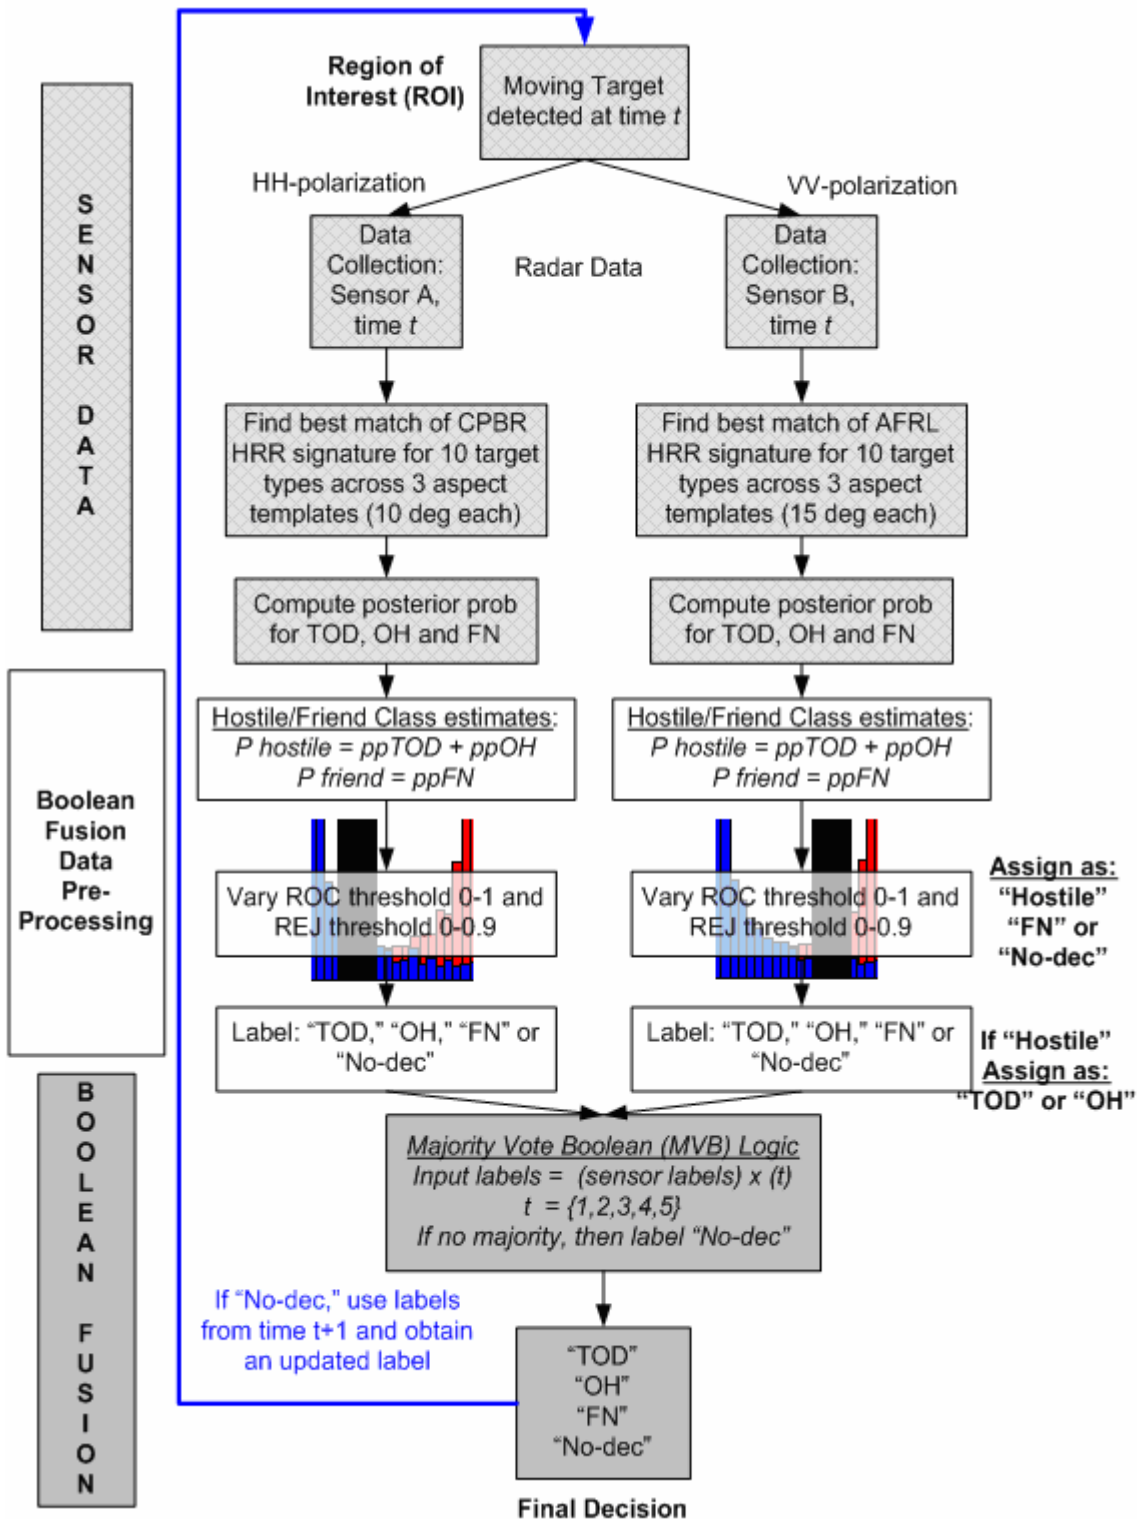 Region of
Interest (ROI)
Moving Target
detected at time t
HH-polarization
VV-polarization
Data
Collection:
Sensor A,
time t
Radar Data
Data
Collection:
Sensor B,
time t
SENSOR DATA
Find best match of CPBR
HRR signature for 10 target
types across 3 aspect
templates (10 deg each)
Find best match of AFRL
HRR signature for 10 target
types across 3 aspect
templates (15 deg each)
Compute posterior prob
for TOD, OH and FN
Compute posterior prob
for TOD, OH and FN
Boolean
Fusion
Data
Pre-
Processing
Hostile/Friend Class estimates:
P hostile = ppTOD + ppOH
P friend = ppFN
Hostile/Friend Class estimates:
P hostile = ppTOD + ppOH
P friend = ppFN
Vary ROC threshold 0-1 and
REJ threshold 0-0.9
Vary ROC threshold 0-1 and
REJ threshold 0-0.9
Assign as:
“Hostile”
“FN” or
“No-dec”
Label: “TOD,” “OH,” “FN” or
“No-dec”
Label: “TOD,” “OH,” “FN” or
“No-dec”
If “Hostile”
Assign as:
“TOD” or “OH”
BOOLEAN FUSION
Majority Vote Boolean (MVB) Logic
Input labels = (sensor labels) x (t)
t = {1,2,3,4,5}
If no majority, then label “No-dec”
If “No-dec,” use labels
from time t+1 and obtain
an updated label
“TOD”
“OH”
“FN”
“No-dec”
Final Decision